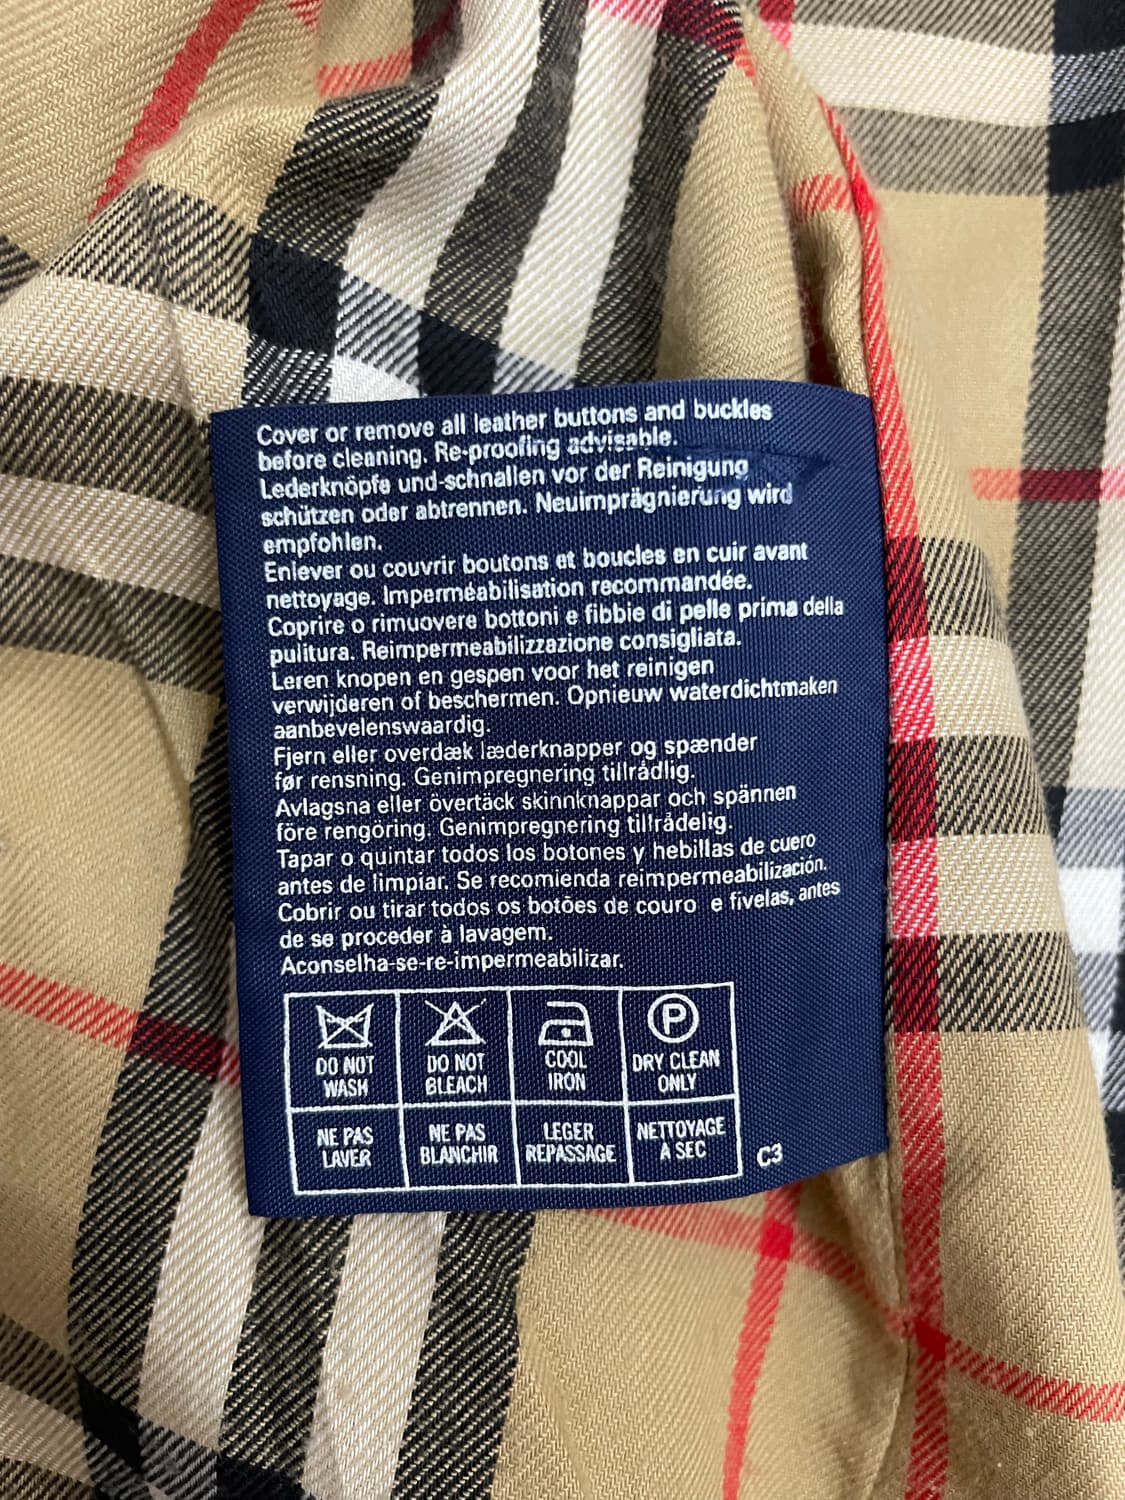 Cover or remove all leather buttons and buckles
before cleaning. Re-proofing advisable.
Lederknöpfe und-schnallen vor der Reinigung
schützen oder abtrennen. Neuimprägnierung wird
empfohlen.
Enlever ou couvrir boutons et boucles en cuir avant
nettoyage. Imperméabilisation recommandée.
Coprire o rimuovere bottoni e fibbie di pelle prima della
pulitura. Reimpermeabilizzazione consigliata.
Leren knopen en gespen voor het reinigen
verwijderen of beschermen. Opnieuw waterdichtmaken
aanbevelenswaardig.
Fjern eller overdæk læderknapper og spænder
før rensning. Genimpregnering tillrådlig.
Avlagsna eller övertäck skinnknappar och spännen
före rengöring. Genimpregnering tillrådelig.
Tapar o quintar todos los botones y hebillas de cuero
antes de limpiar. Se recomienda reimpermeabilización.
Cobrir ou tirar todos os botões de couro e fivelas, antes
de se proceder à lavagem.
Aconselha-se-re-impermeabilizar.
P
DO NOT WASH
DO NOT BLEACH
COOL IRON
DRY CLEAN ONLY
NE PAS LAVER
NE PAS BLANCHIR
LEGER REPASSAGE
NETTOYAGE A SEC
C3